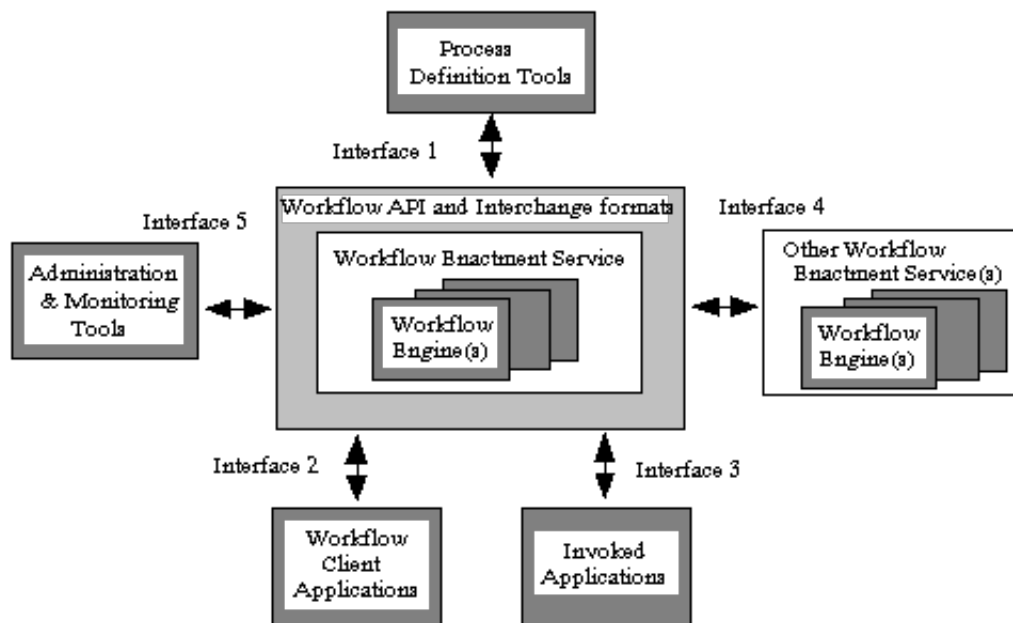 Process
Definition Tools
Interface 1
Workflow API and Interchange formats
Interface 5
Interface 4
Administration
& Monitoring
Tools
Workflow Enactment Service
Workflow
Engine(s)
Other Workflow
Enactment Service(s)
Workflow
Engine(s)
Interface 2
Interface 3
Workflow
Client
Applications
Invoked
Applications